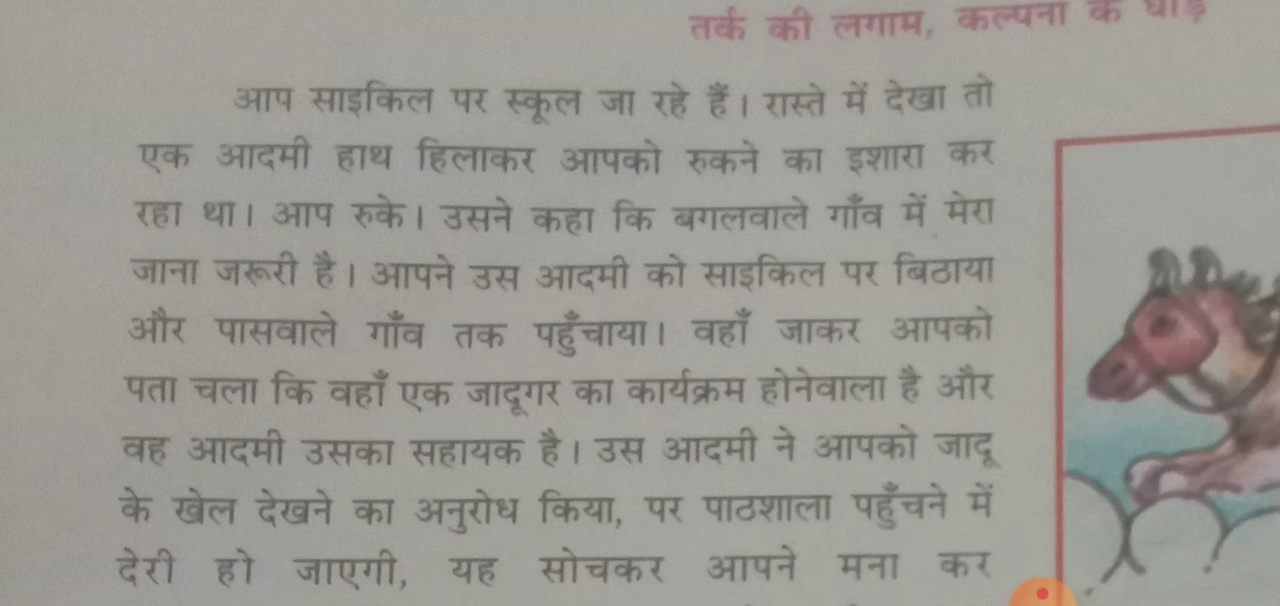 तर्क की लगाम, कल्पना के घोड़े
आप साइकिल पर स्कूल जा रहे हैं। रास्ते में देखा तो
एक आदमी हाथ हिलाकर आपको रुकने का इशारा कर
रहा था। आप रुके। उसने कहा कि बगलवाले गाँव में मेरा
जाना जरूरी है। आपने उस आदमी को साइकिल पर बिठाया
और पासवाले गाँव तक पहुँचाया। वहाँ जाकर आपको
पता चला कि वहाँ एक जादूगर का कार्यक्रम होनेवाला है और
वह आदमी उसका सहायक है। उस आदमी ने आपको जादू
के खेल देखने का अनुरोध किया, पर पाठशाला पहुँचने में
देरी हो जाएगी, यह सोचकर आपने मना कर